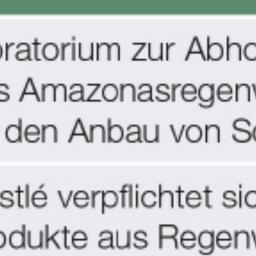 oratorium zur Abho
s Amazonasregenw
den Anbau von So
stlé verpflichtet sic
odukte aus Regenw